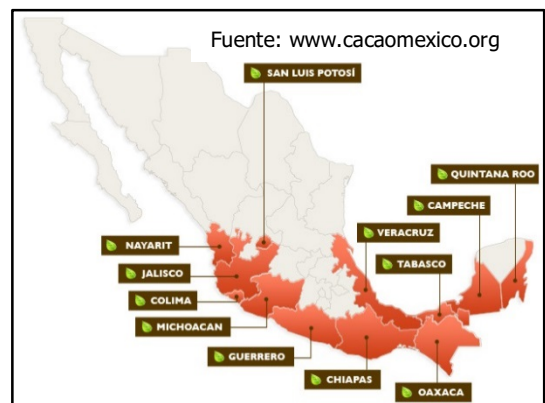 Fuente: www.cacaomexico.org
SAN LUIS POTOSÍ
QUINTANA ROO
CAMPECHE
VERACRUZ
NAYARIT
TABASCO
JALISCO
COLIMA
MICHOACAN
GUERRERO
CHIAPAS
OAXACA